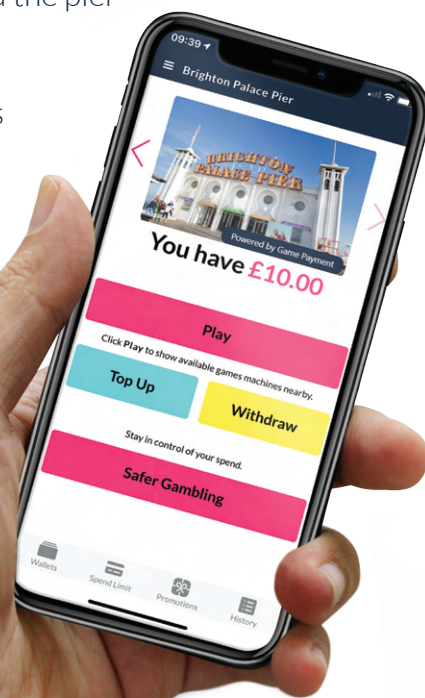 the pier
s
09:39
Brighton Palace Pier
BRIGHTON
PALACE PIER
Powered by Game Payment
You have £10.00
Play
Click Play to show available games machines nearby.
Top Up
Withdraw
Stay in control of your spend.
Safer Gambling
Wallets
Spend Limit
Promotions
History